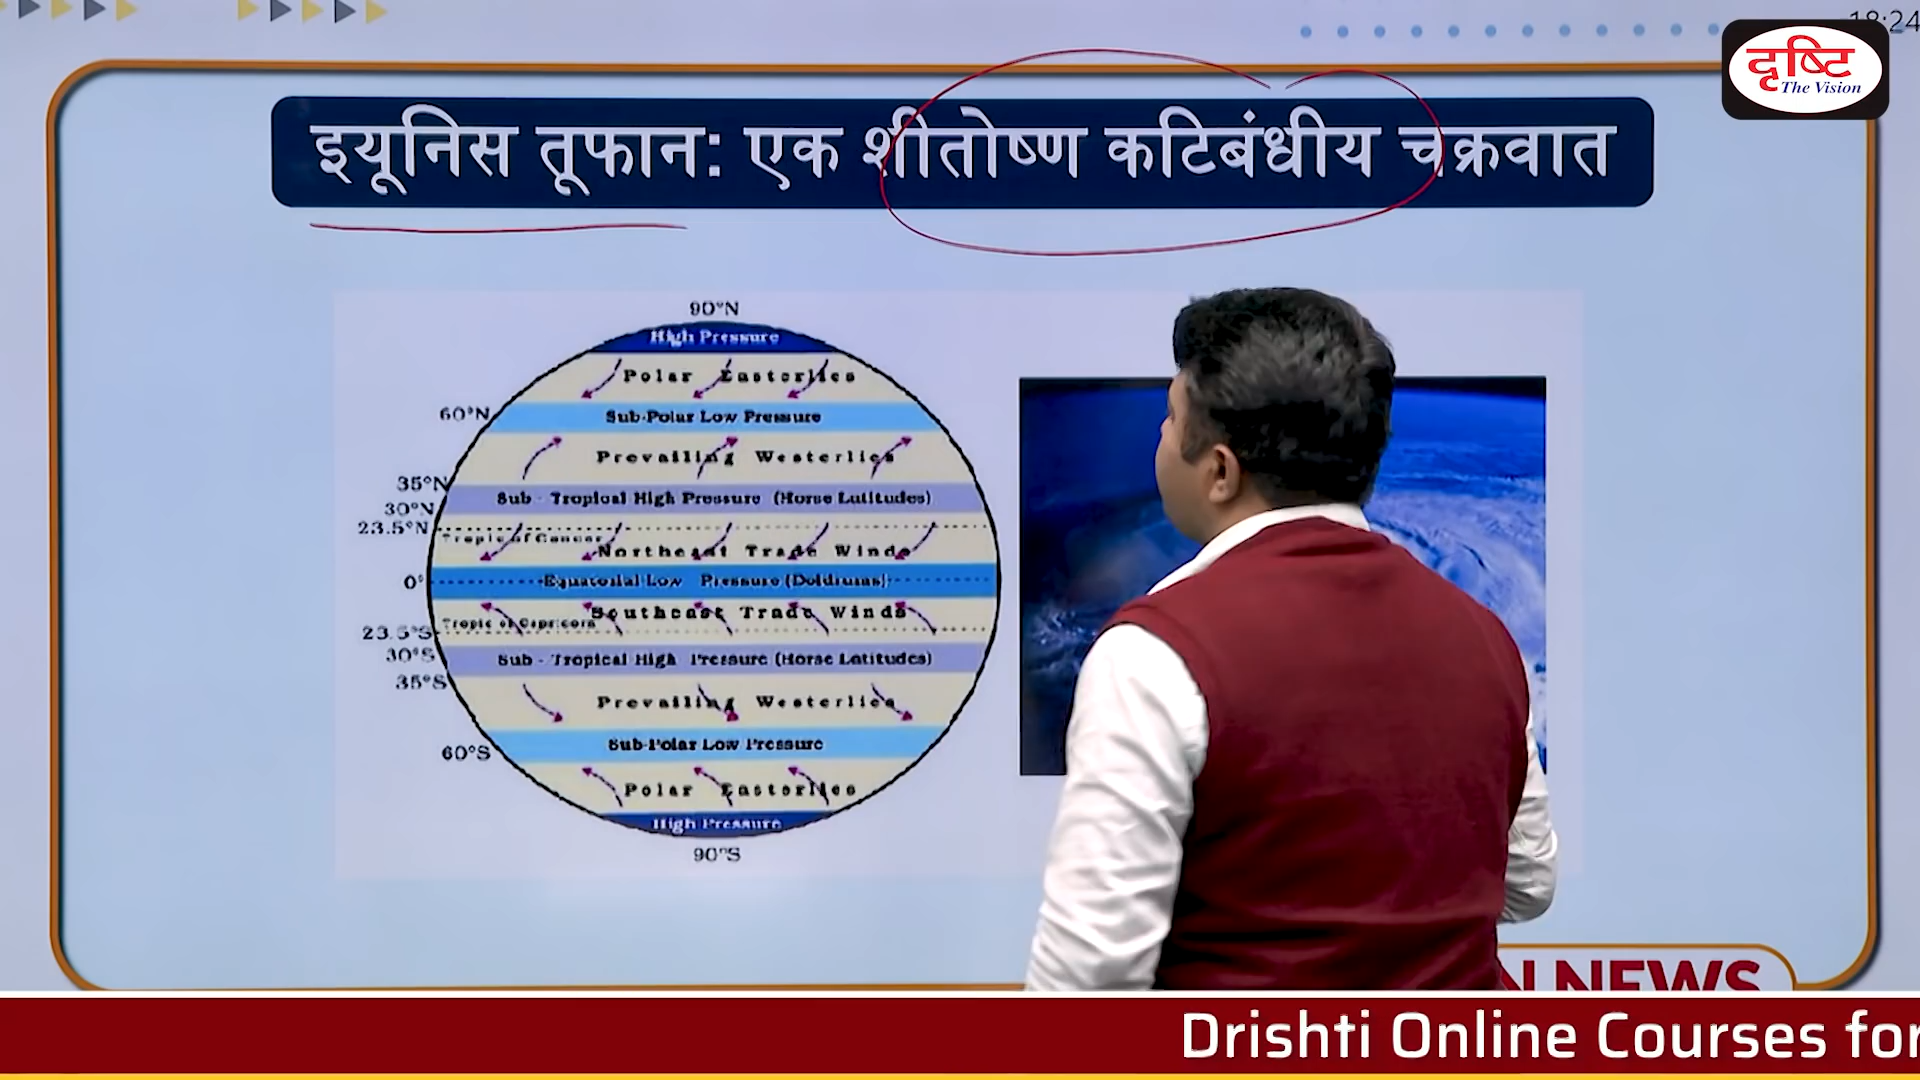 18:24
दृष्टि
The Vision
इयूनिस तूफान: एक शीतोष्ण कटिबंधीय चक्रवात
90°N
High Pressure
Polar Easterlies
60°N
Sub-Polar Low Pressure
Prevailing Westerlies
35°N
Sub - Tropical High Pressure (Horse Latitudes)
30°N
23.5°N
Tropic of Cancer
Northeast Trade Winds
0°
Equatorial Low Pressure (Doldrums)
Southeast Trade Winds
Tropic of Capricorn
23.5°S
30°S
Sub - Tropical High Pressure (Horse Latitudes)
35°S
Prevailing Westerlies
Sub-Polar Low Pressure
60°S
Polar Easterlies
High Pressure
90°S
N NEWS
Drishti Online Courses for